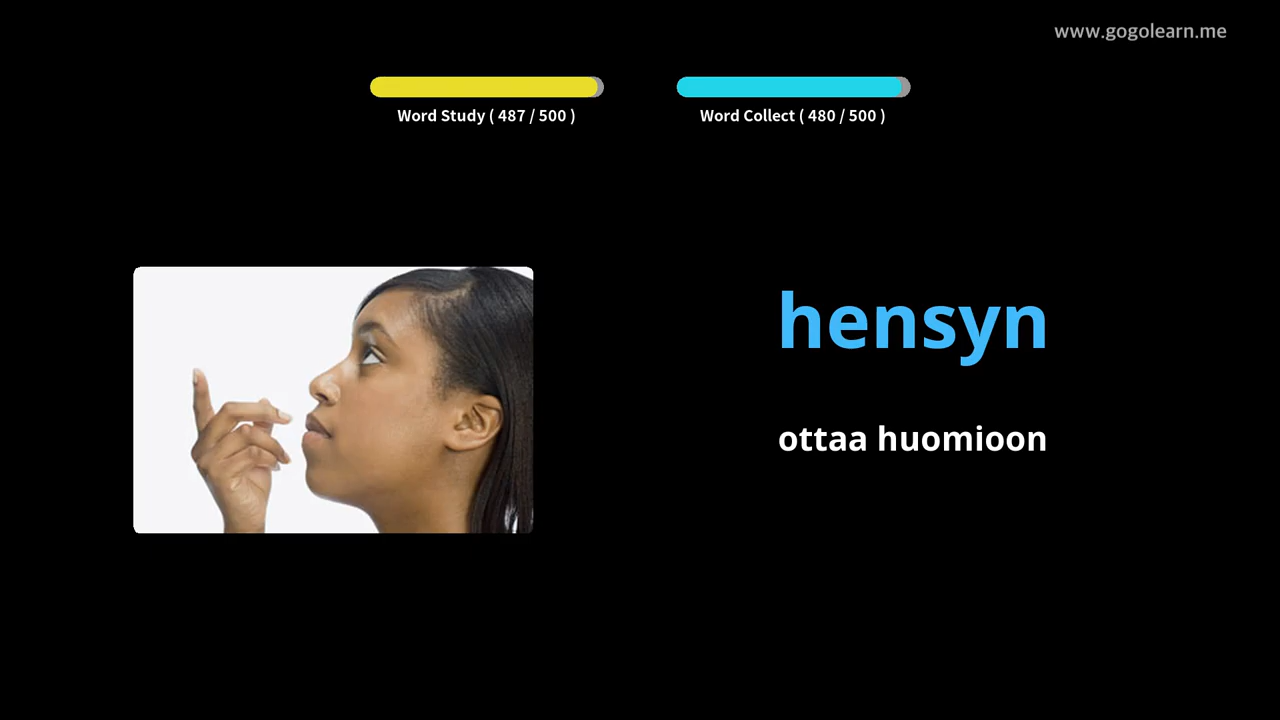 www.gogolearn.me
Word Study ( 487 / 500 )
Word Collect ( 480 / 500 )
hensyn
ottaa huomioon